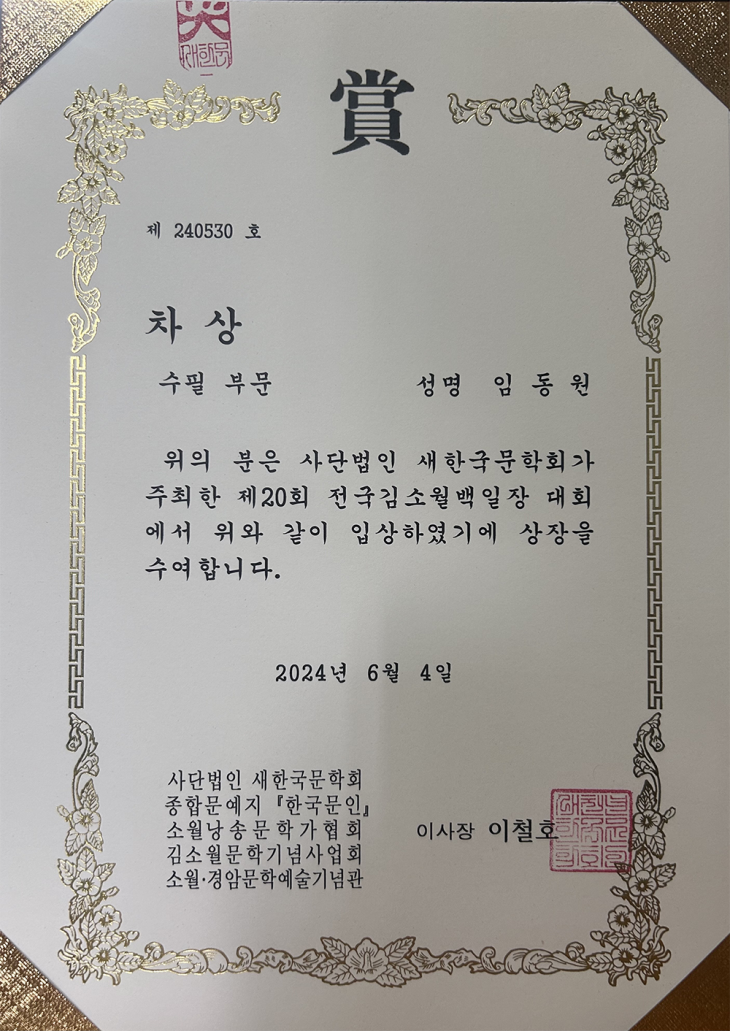 賞
제 240530 호
차 상
수필 부문 성명 임 동 원
위의 분은 사단법인 새한국문학회가
주최한 제20회 전국김소월백일장 대회
에서 위와 같이 입상하였기에 상장을
수여합니다.
2024년 6월 4일
사단법인 새한국문학회
종합문예지 『한국문인』
소월낭송문학가협회
김소월문학기념사업회
소월·경암문학예술기념관
이사장 이철호